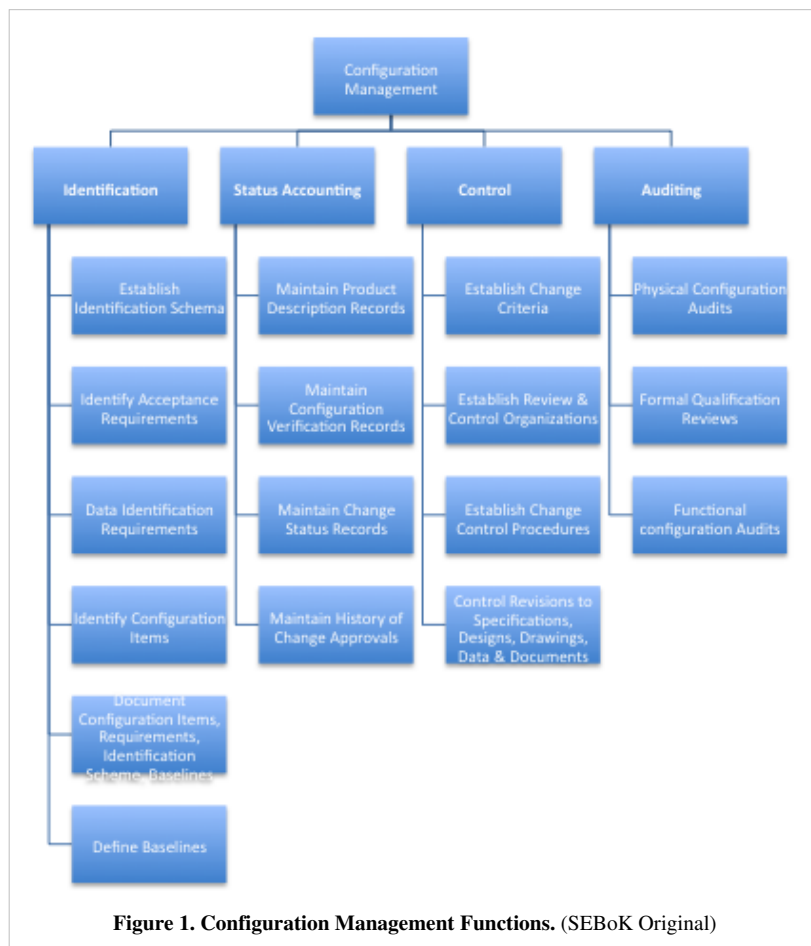 Configuration
Management
Identification
Status Accounting
Control
Auditing
Establish
Identification Schema
Maintain Product
Description Records
Establish Change
Criteria
Physical Configuration
Audits
Identify Acceptance
Requirements
Maintain
Configuration
Verification Records
Establish Review &
Control Organizations
Formal Qualification
Reviews
Data Identification
Requirements
Maintain Change
Status Records
Establish Change
Control Procedures
Functional
configuration Audits
Identify Configuration
Items
Maintain History of
Change Approvals
Control Revisions to
Specifications,
Designs, Drawings,
Data & Documents
Document
Configuration Items,
Requirements,
Identification
Scheme, Baselines
Define Baselines
Figure 1. Configuration Management Functions. (SEBoK Original)